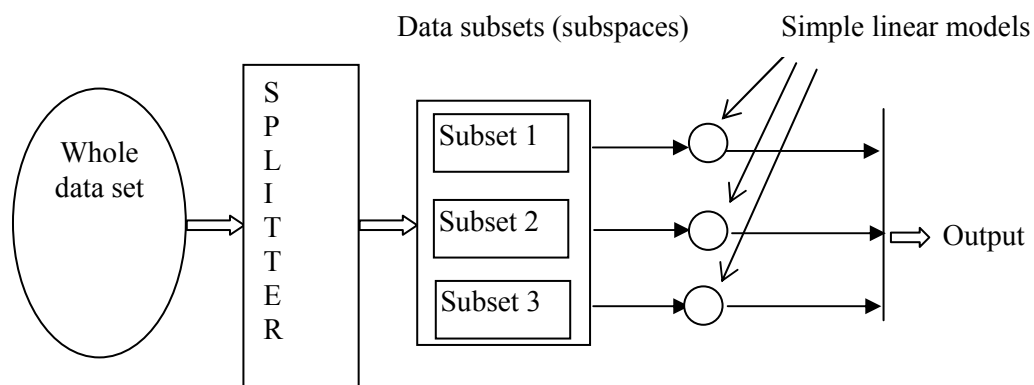 Data subsets (subspaces)
Simple linear models
Whole
data set
S
P
L
I
T
T
E
R
Subset 1
Subset 2
Subset 3
Output